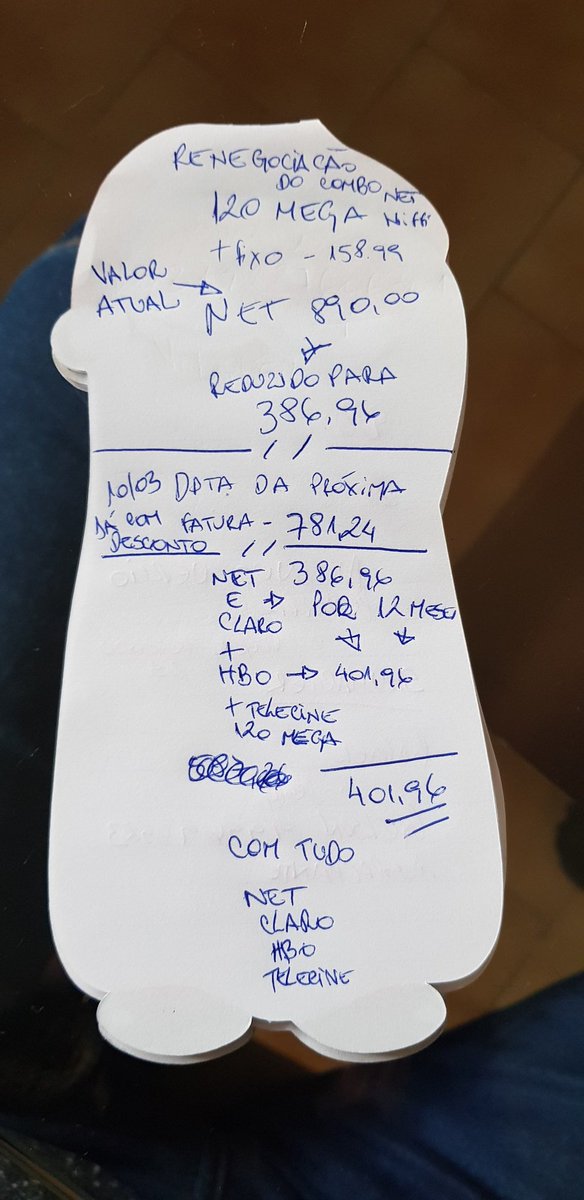 RENEGOCIAÇÃO
DO COMBO NET
120 MEGA
+ fixo - 158.99
VALOR
ATUAL → NET 890,00
REDUZIDO PARA
386,96
10/03 DATA DA PRÓXIMA
JÁ COM FATURA - 781,24
DESCONTO
NET 386,96
E → POR 12 MESES
CLARO
+
HBO → 401,96
+ TELECINE
120 MEGA
401,96
COM TUDO
NET
CLARO
HBO
TELECINE